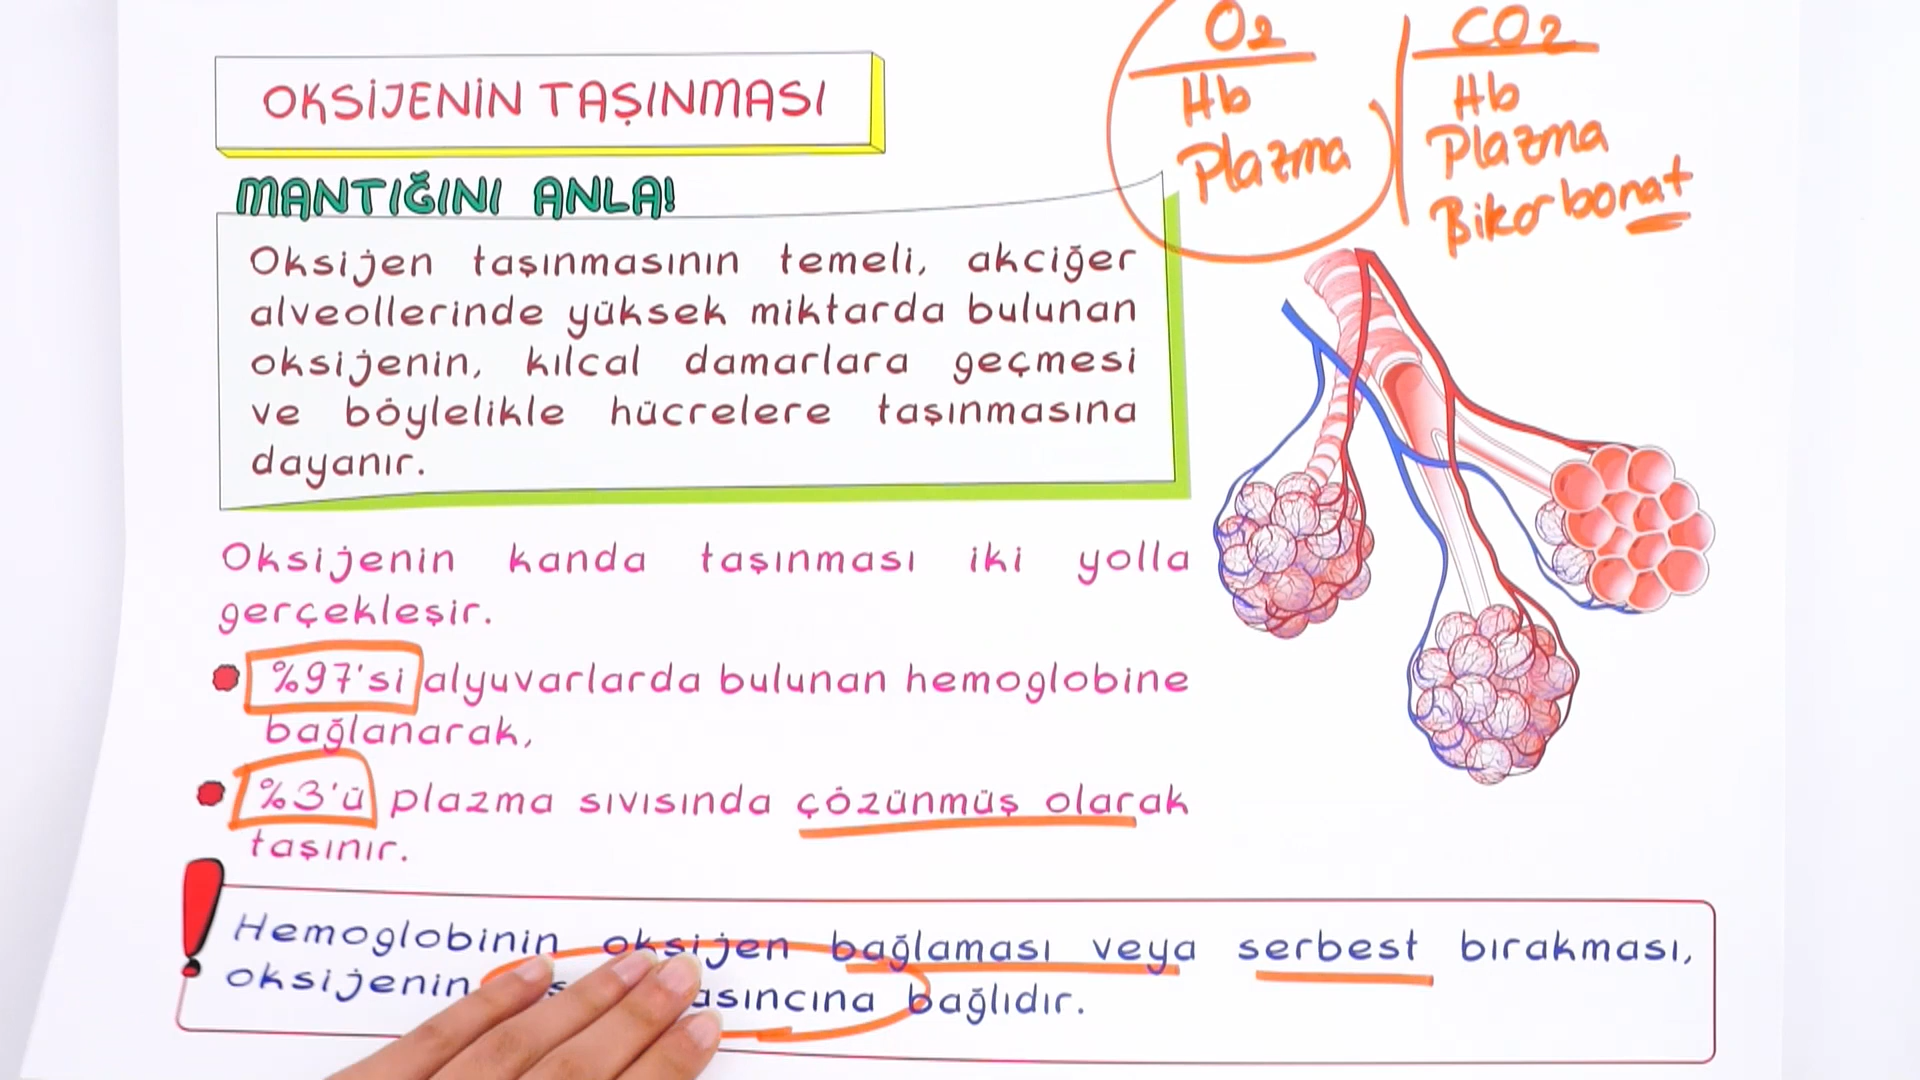 O2
Hb
Plazma
CO2
Hb
Plazma
Bikarbonat
OKSİJENİN TAŞINMASI
MANTIĞINI ANLA!
Oksijen taşınmasının temeli, akciğer
alveollerinde yüksek miktarda bulunan
oksijenin, kılcal damarlara geçmesi
ve böylelikle hücrelere taşınmasına
dayanır.
Oksijenin kanda taşınması iki yolla
gerçekleşir.
%97'si alyuvarlarda bulunan hemoglobine
bağlanarak,
%3'ü plazma sıvısında çözünmüş olarak
taşınır.
Hemoglobinin oksijen bağlaması veya serbest bırakması,
oksijenin bağlıdır.